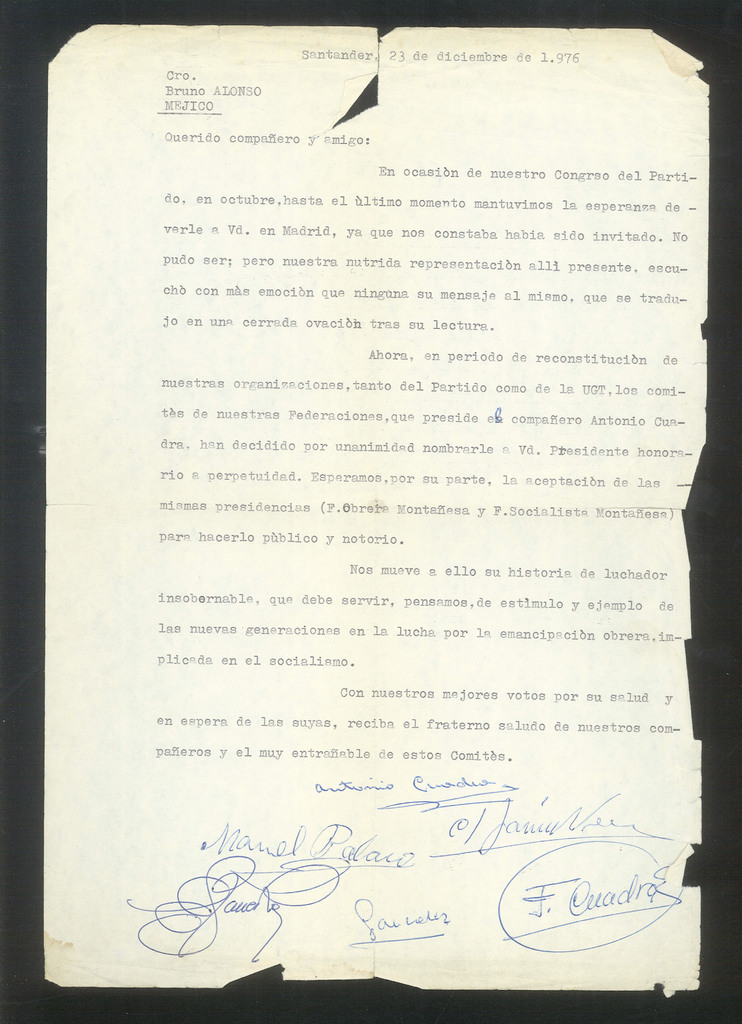 Santander, 23 de diciembre de 1.976
Cro.
Bruno ALONSO
MEJICO
Querido compañero y amigo:
En ocasiòn de nuestro Congrso del Parti-
do, en octubre,hasta el ùltimo momento mantuvimos la esperanza de -
verle a Vd. en Madrid, ya que nos constaba habia sido invitado. No
pudo ser; pero nuestra nutrida representaciòn allì presente, escu-
chò con màs emociòn que ninguna su mensaje al mismo, que se tradu-
jo en una cerrada ovaciòn tras su lectura.
Ahora, en periodo de reconstituciòn de
nuestras organizaciones,tanto del Partido como de la UGT,los comi-
tès de nuestras Federaciones,que preside el compañero Antonio Cua-
dra, han decidido por unanimidad nombrarle a Vd. Presidente honora-
rio a perpetuidad. Esperamos,por su parte, la aceptaciòn de las -
mismas presidencias (F.Obrera Montañesa y F.Socialista Montañesa)
para hacerlo pùblico y notorio.
Nos mueve a ello su historia de luchador
insobernable, que debe servir, pensamos,de estìmulo y ejemplo de
las nuevas generaciones en la lucha por la emancipaciòn obrera,im-
plicada en el socialismo.
Con nuestros mejores votos por su salud y
en espera de las suyas, reciba el fraterno saludo de nuestros com-
pañeros y el muy entrañable de estos Comitès.
Antonio Cuadra
Manuel
F. Cuadra